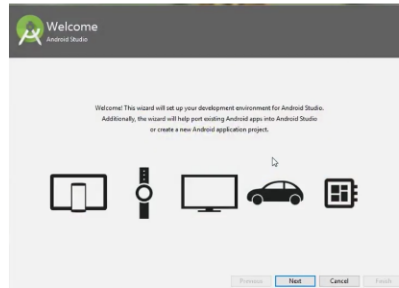 Welcome
Android Studio
Welcome! This wizard will set up your development environment for Android Studio.
Additionally, the wizard will help port existing Android apps into Android Studio
or create a new Android application project.
Previous
Next
Cancel
Finish